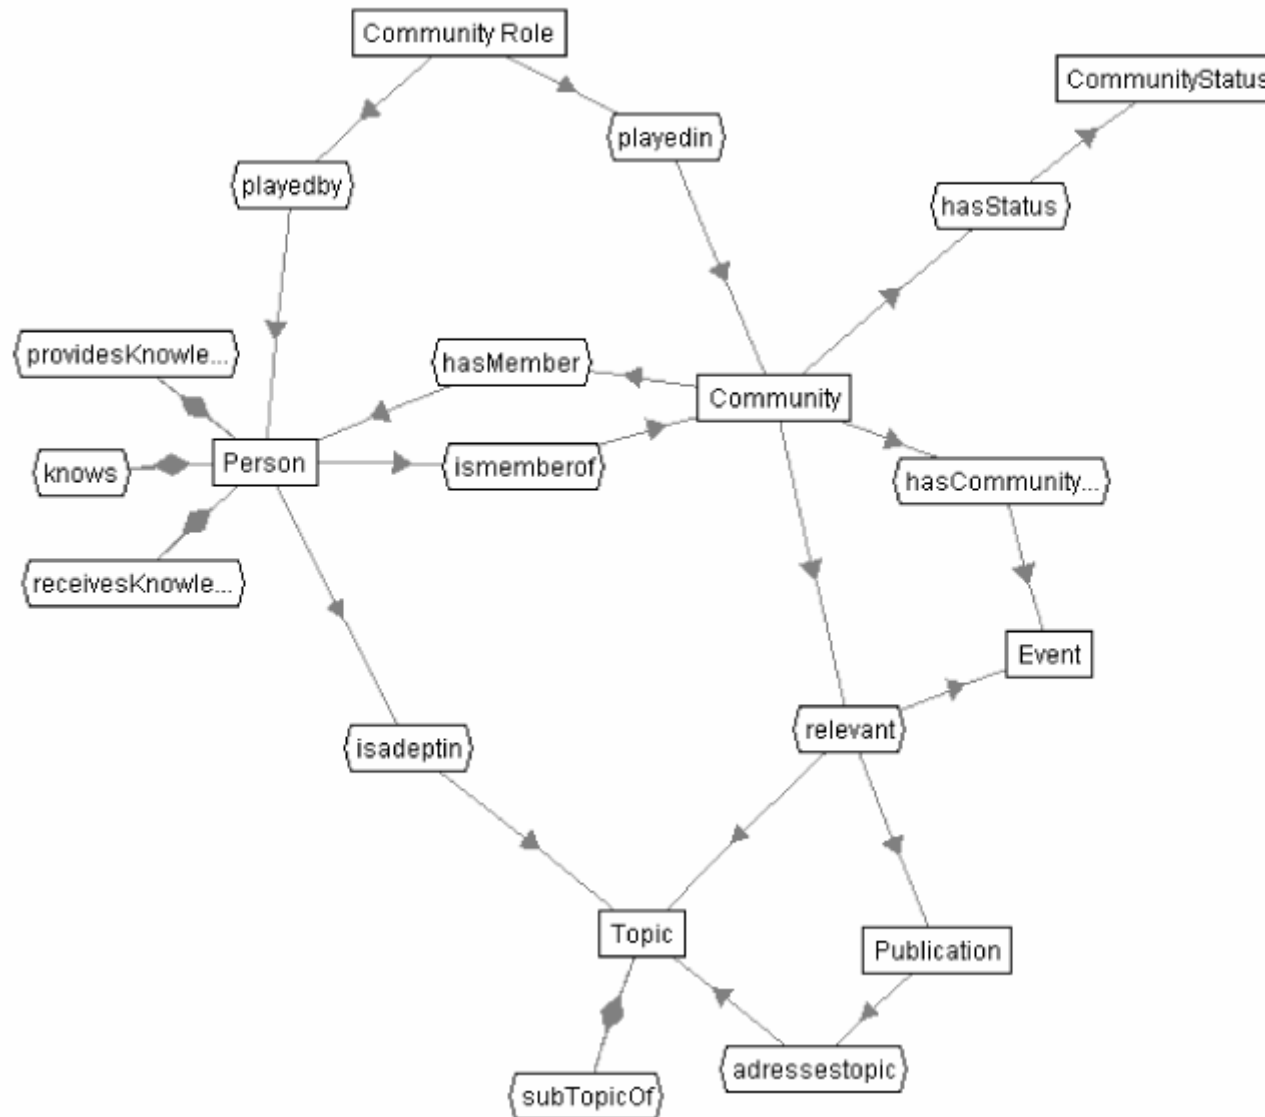 Community Role
CommunityStatus
playedin
playedby
hasStatus
providesKnowle...
hasMember
Community
knows
Person
ismemberof
hasCommunity...
receivesKnowle...
Event
isadeptin
relevant
Topic
Publication
adressestopic
subTopicOf